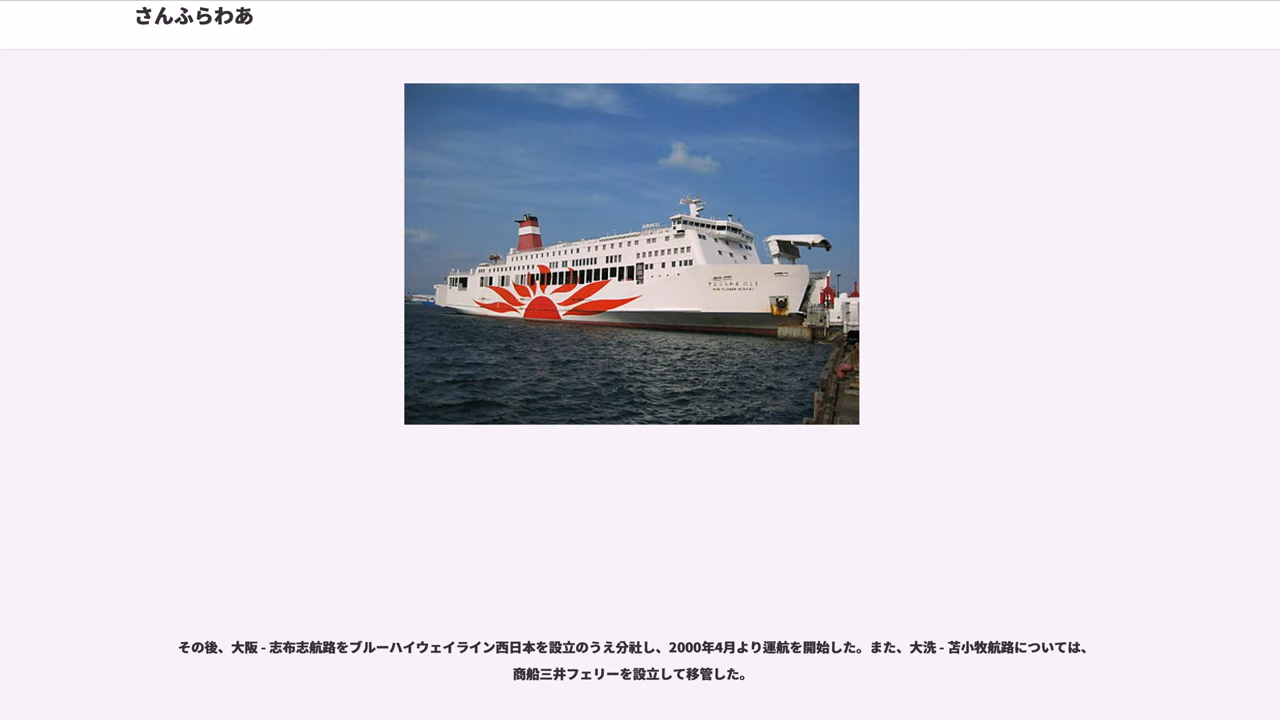 さんふらわあ
その後、大阪 - 志布志航路をブルーハイウェイライン西日本を設立のうえ分社し、2000年4月より運航を開始した。また、大洗 - 苫小牧航路については、
商船三井フェリーを設立して移管した。